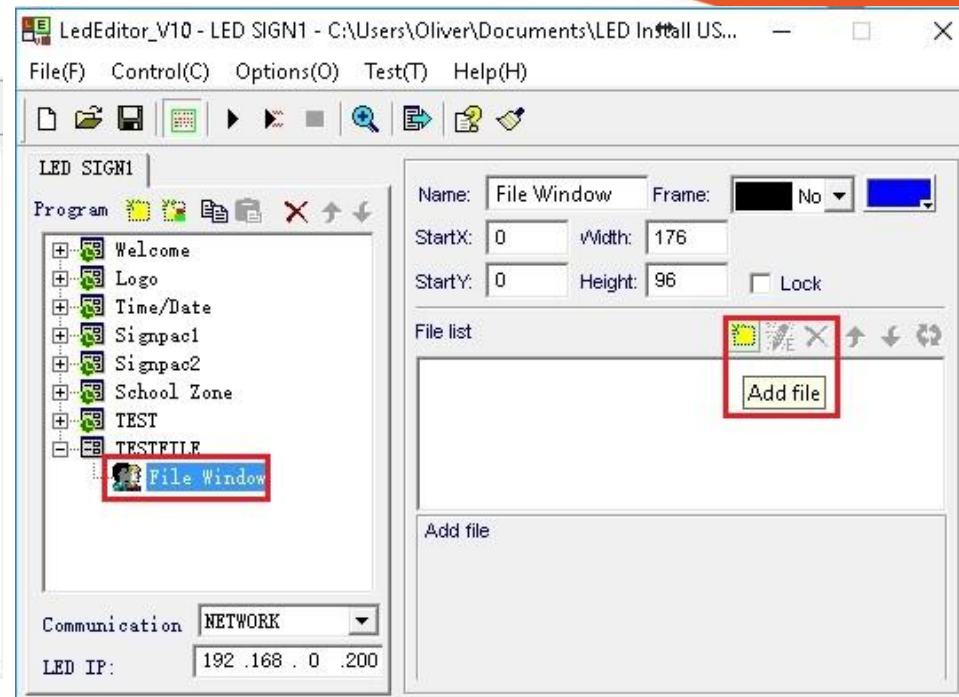 LedEditor_V10 - LED SIGN1 - C:\Users\Oliver\Documents\LED Install US...
File(F) Control(C) Options(O) Test(T) Help(H)
LED SIGN1
Program
Welcome
Logo
Time/Date
Signpac1
Signpac2
School Zone
TEST
TESTFILE
File Window
Communication NETWORK
LED IP: 192 .168 . 0 .200
Name: File Window Frame: No
StartX: 0 Width: 176
StartY: 0 Height: 96 Lock
File list
Add file
Add file